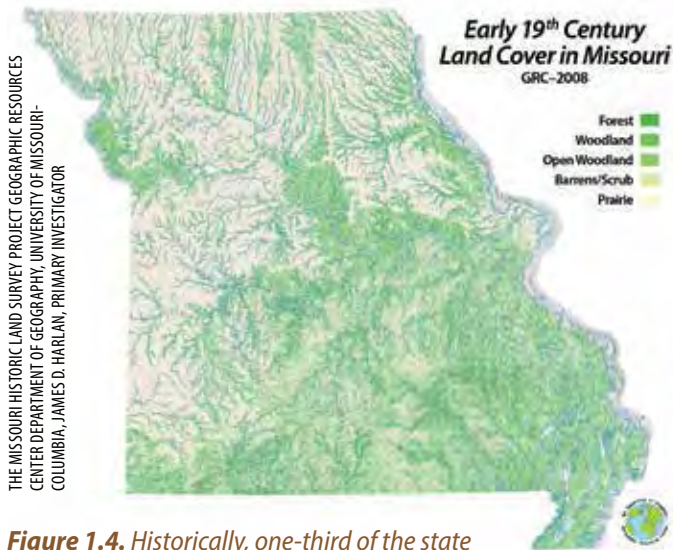 Early 19th Century
Land Cover in Missouri
GRC–2008
Forest
Woodland
Open Woodland
Barrens/Scrub
Prairie
THE MISSOURI HISTORIC LAND SURVEY PROJECT GEOGRAPHIC RESOURCES
CENTER DEPARTMENT OF GEOGRAPHY, UNIVERSITY OF MISSOURI-
COLUMBIA, JAMES D. HARLAN, PRIMARY INVESTIGATOR
Figure 1.4. Historically, one-third of the state